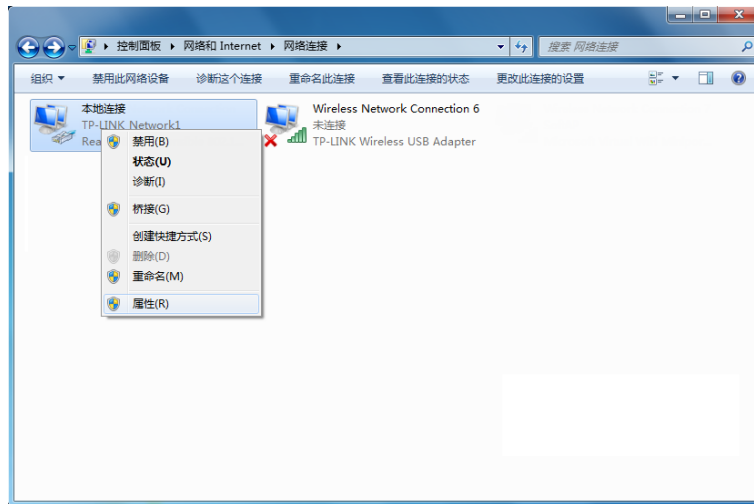 控制面板 网络和 Internet 网络连接
搜索 网络连接
组织 禁用此网络设备 诊断这个连接 重命名此连接 查看此连接的状态 更改此连接的设置
本地连接
TP-LINK_Network1
Rea
Wireless Network Connection 6
未连接
TP-LINK Wireless USB Adapter
禁用(B)
状态(U)
诊断(I)
桥接(G)
创建快捷方式(S)
删除(D)
重命名(M)
属性(R)